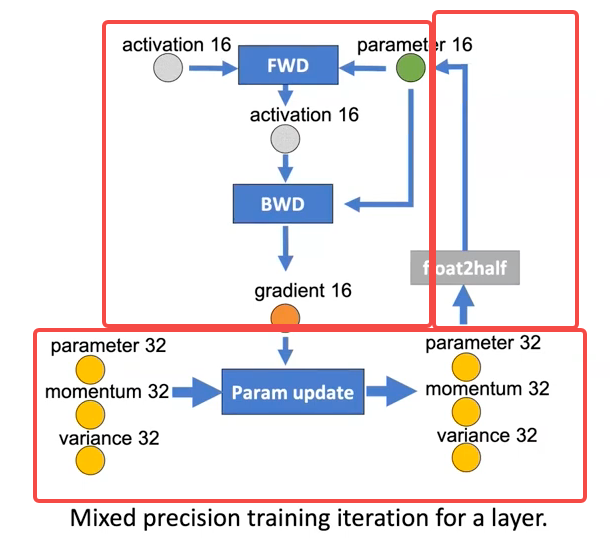 activation 16
parameter 16
FWD
activation 16
BWD
float2half
gradient 16
parameter 32
momentum 32
variance 32
Param update
parameter 32
momentum 32
variance 32
Mixed precision training iteration for a layer.